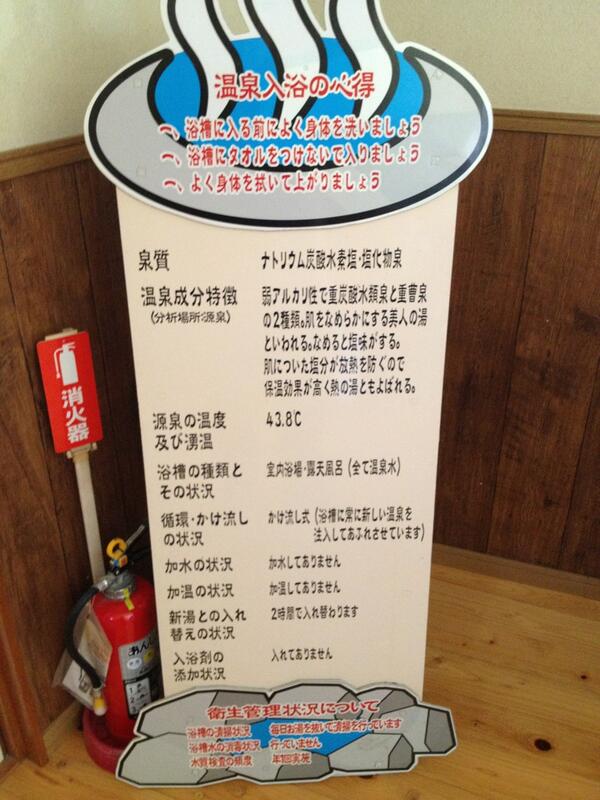 温泉入浴の心得
一、浴槽に入る前によく身体を洗いましょう
一、浴槽にタオルをつけないで入りましょう
一、よく身体を拭いて上がりましょう
泉質 ナトリウム炭酸水素塩・塩化物泉
温泉成分特徴 弱アルカリ性で重炭酸水類泉と重曹泉
(分析場所:源泉) の2種類。肌をなめらかにする美人の湯
といわれる。なめると塩味がする。
肌についた塩分が放熱を防ぐので
保温効果が高く熱の湯ともよばれる。
源泉の温度 43.8℃
及び湧温
浴槽の種類と 室内浴場・露天風呂(全て温泉水)
その状況
循環・かけ流し かけ流し式(浴槽に常に新しい温泉を
の状況 注入してあふれさせています)
加水の状況 加水してありません
加温の状況 加温してありません
新湯との入れ 2時間で入れ替わります
替えの状況
入浴剤の 入れてありません
添加状況
衛生管理状況について
浴槽の清掃状況 毎日お湯を抜いて清掃を行っています
浴槽水の消毒状況 行っていません
水質検査の頻度 年1回実施
消火器